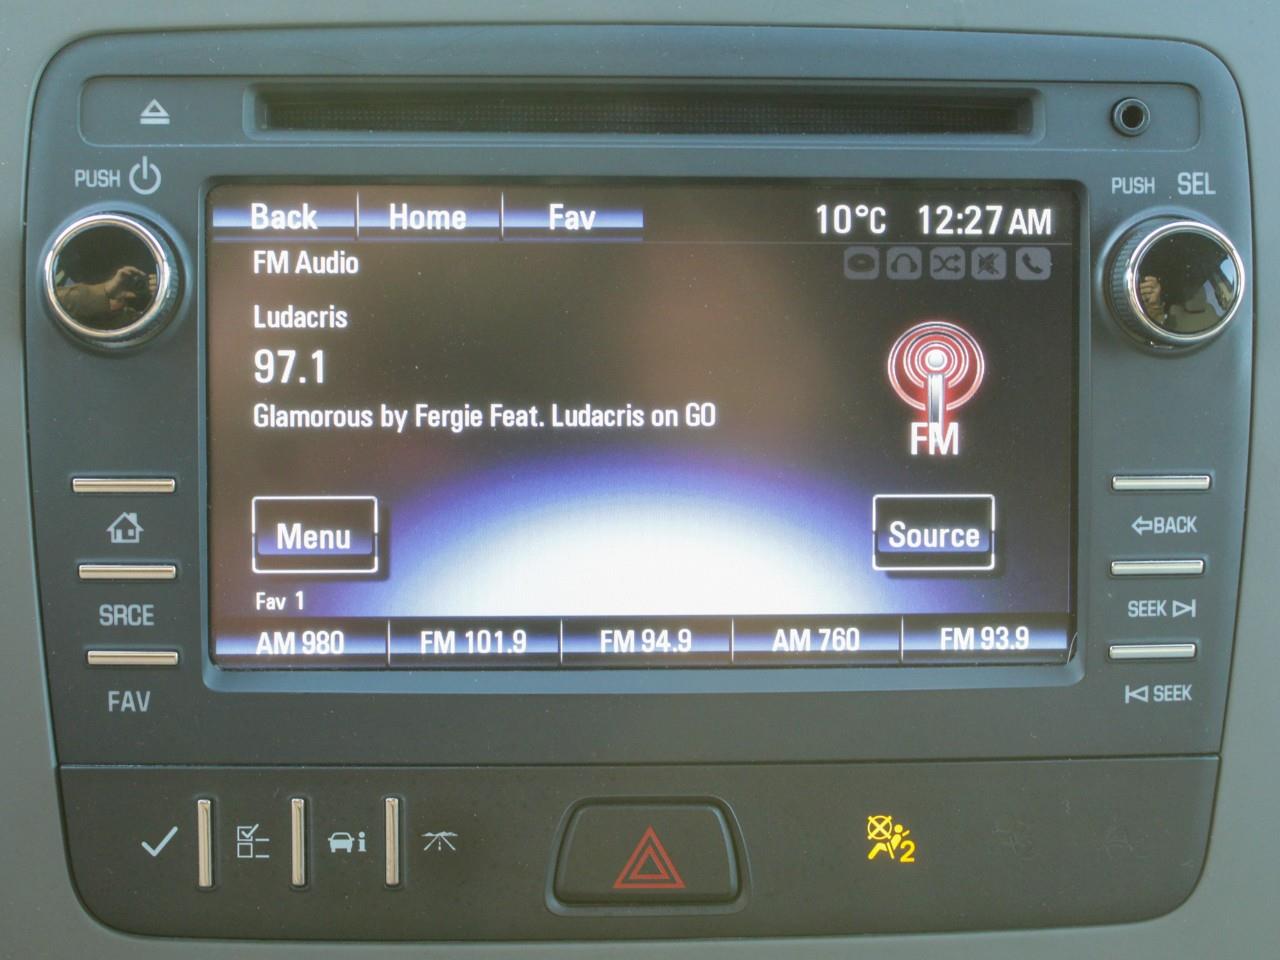 PUSH
PUSH SEL
Back Home Fav 10°C 12:27 AM
FM Audio
Ludacris
97.1
Glamorous by Fergie Feat. Ludacris on GO
FM
Menu Source
BACK
SRCE
SEEK
Fav 1
AM 980 FM 101.9 FM 94.9 AM 760 FM 93.9
FAV
SEEK
i
2